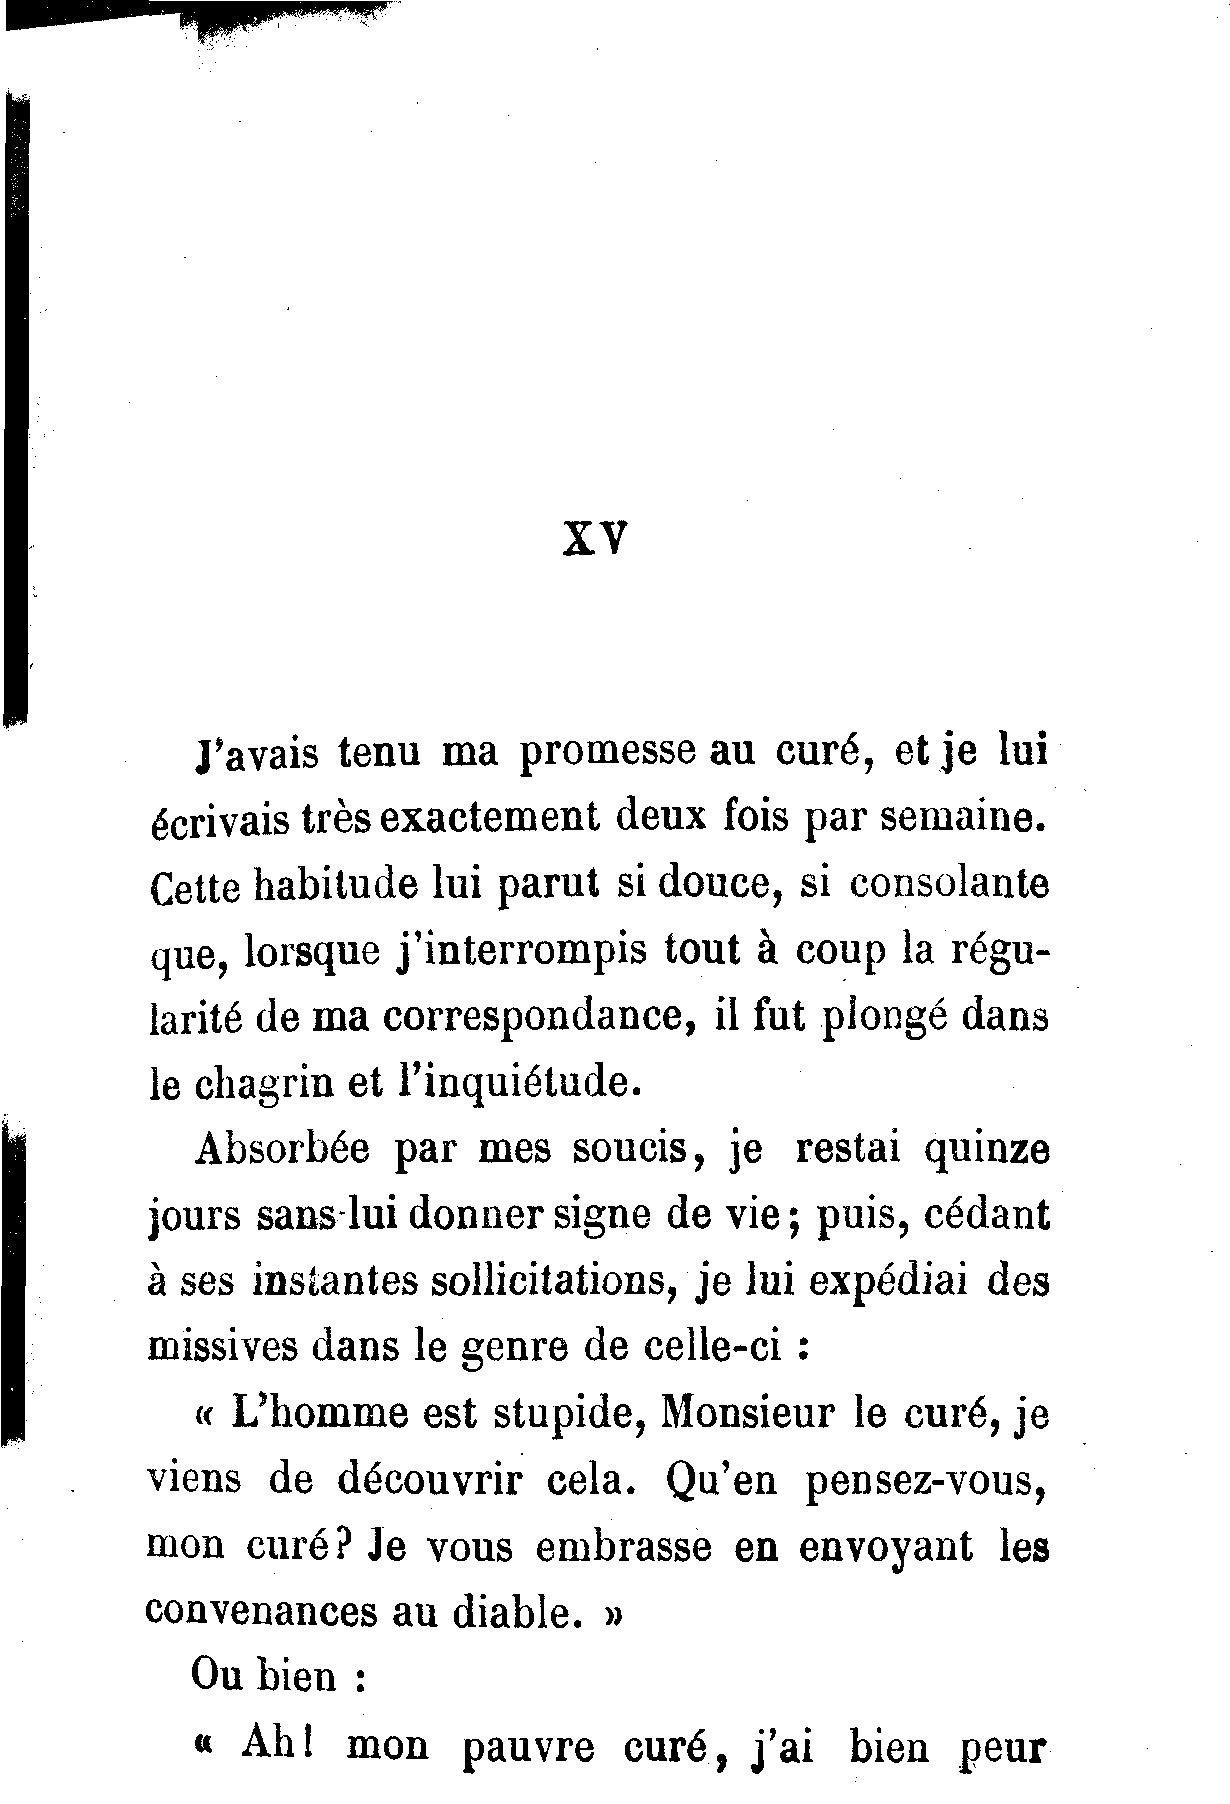 XV
J'avais tenu ma promesse au curé, et je lui
écrivais très exactement deux fois par semaine.
Cette habitude lui parut si douce, si consolante
que, lorsque j'interrompis tout à coup la régu-
larité de ma correspondance, il fut plongé dans
le chagrin et l'inquiétude.
Absorbée par mes soucis, je restai quinze
jours sans lui donner signe de vie; puis, cédant
à ses instantes sollicitations, je lui expédiai des
missives dans le genre de celle-ci :
« L'homme est stupide, Monsieur le curé, je
viens de découvrir cela. Qu'en pensez-vous,
mon curé? Je vous embrasse en envoyant les
convenances au diable. »
Ou bien :
« Ah! mon pauvre curé, j'ai bien peur